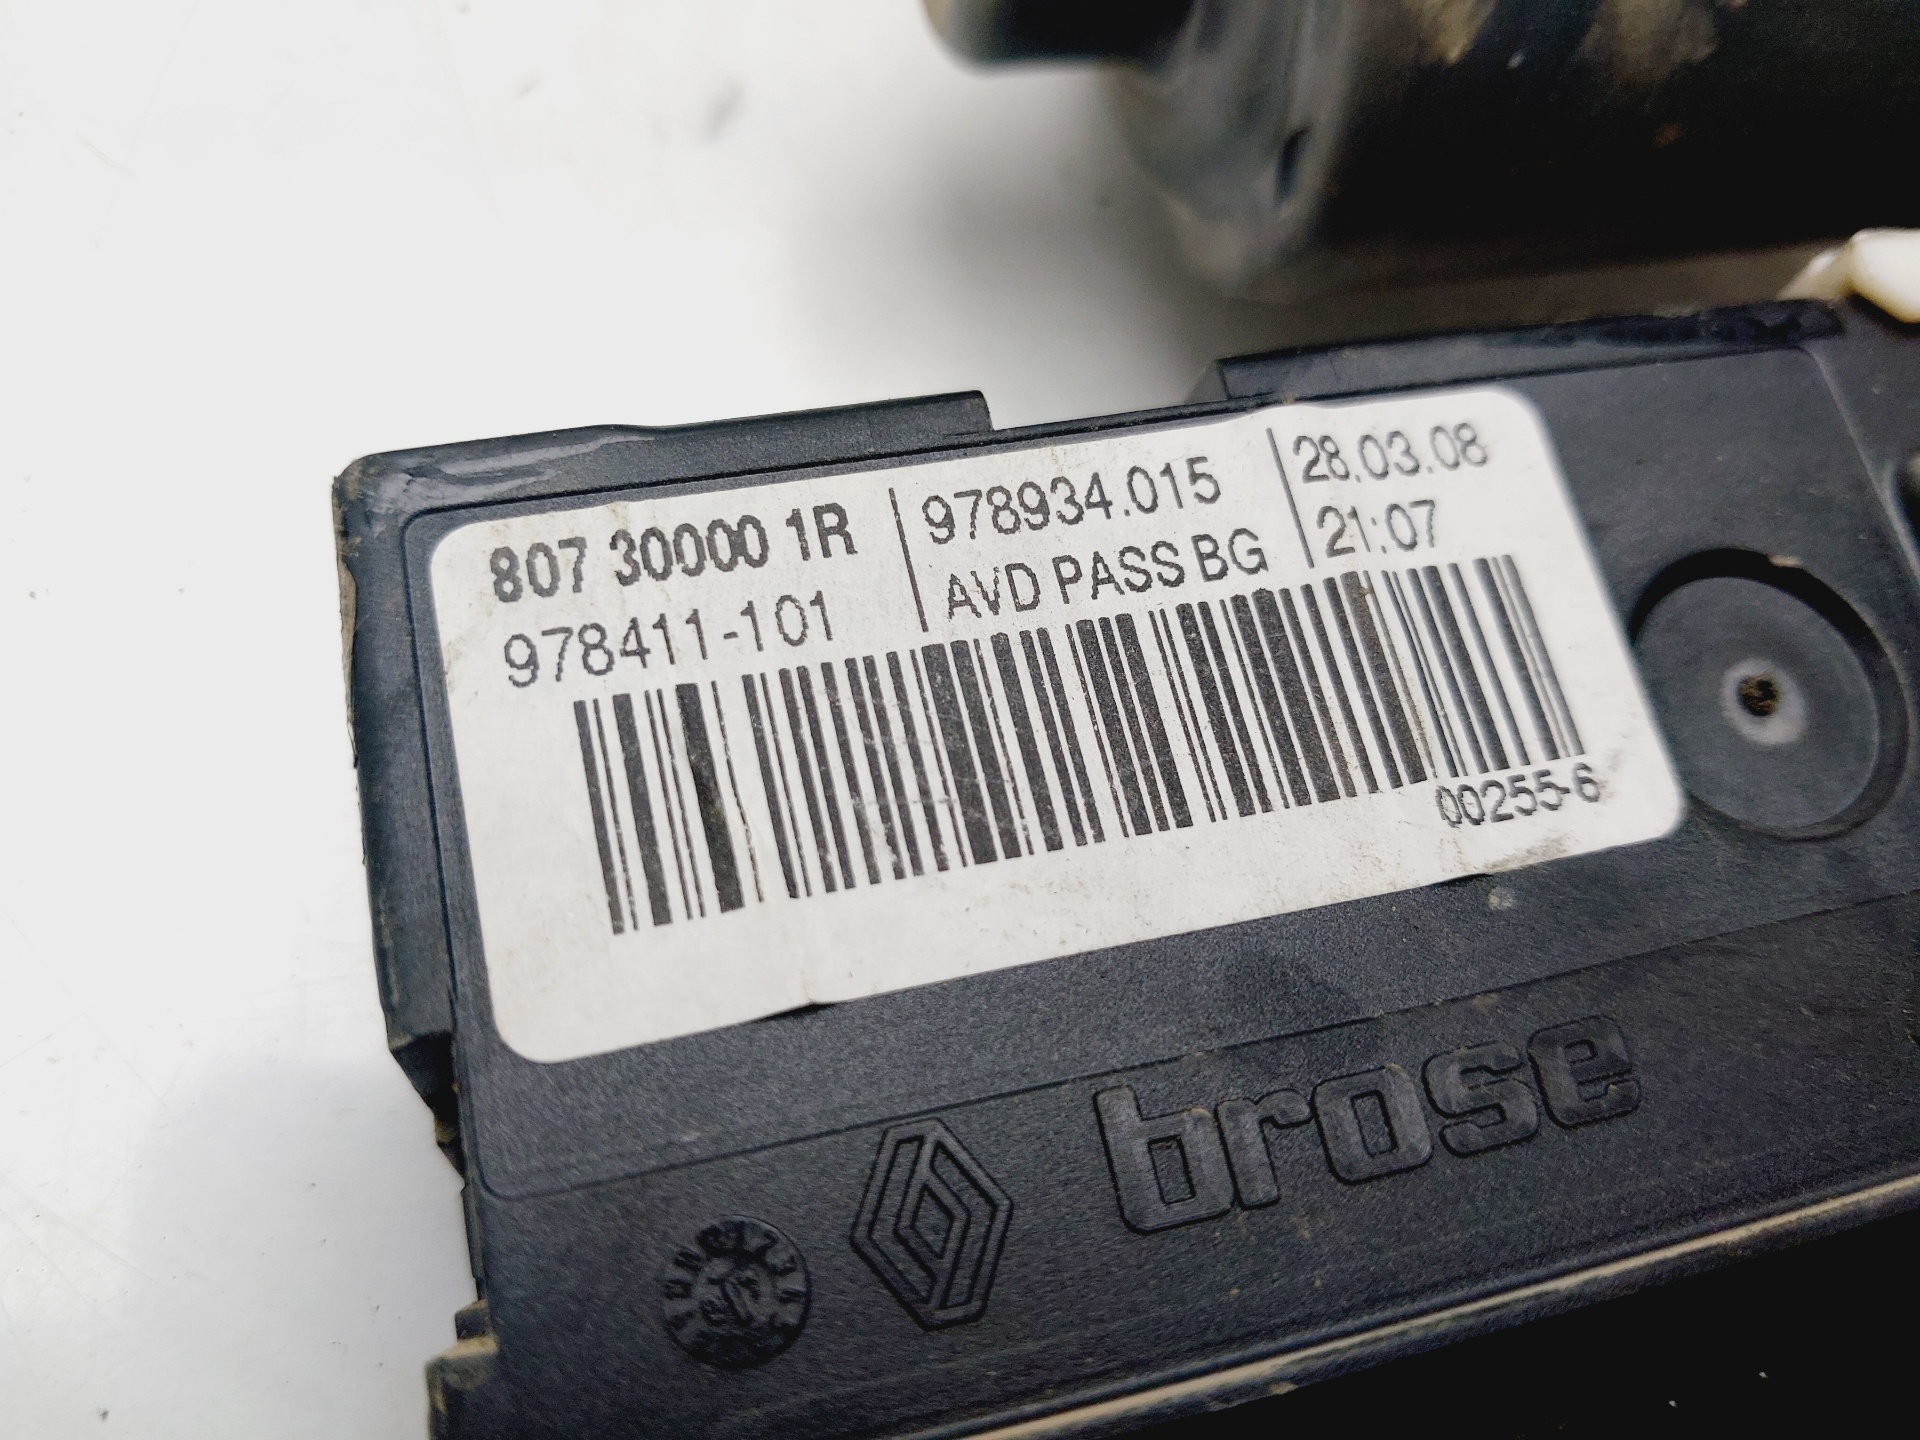 807 30000 1R
978411-101
978934.015
AVD PASS BG
28.03.08
21:07
00255-6
brose